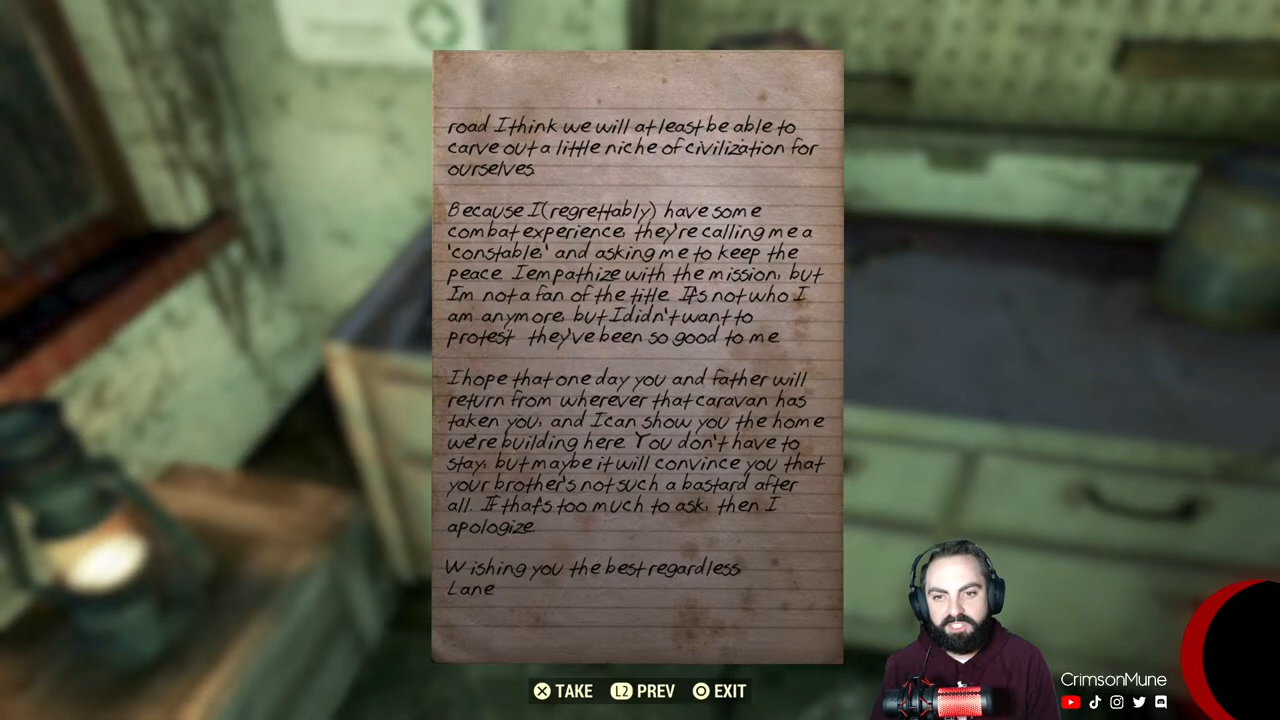 road I think we will at least be able to
carve out a little niche of civilization for
ourselves.
Because I (regrettably) have some
combat experience, they're calling me a
'constable,' and asking me to keep the
peace. I empathize with the mission, but
I'm not a fan of the title. It's not who I
am anymore, but I didn't want to
protest they've been so good to me
I hope that one day you and father will
return from wherever that caravan has
taken you, and I can show you the home
we're building here. You don't have to
stay, but maybe it will convince you that
your brother's not such a bastard after
all. If that's too much to ask, then I
apologize.
Wishing you the best regardless,
Lane
X TAKE L2 PREV O EXIT
CrimsonMune